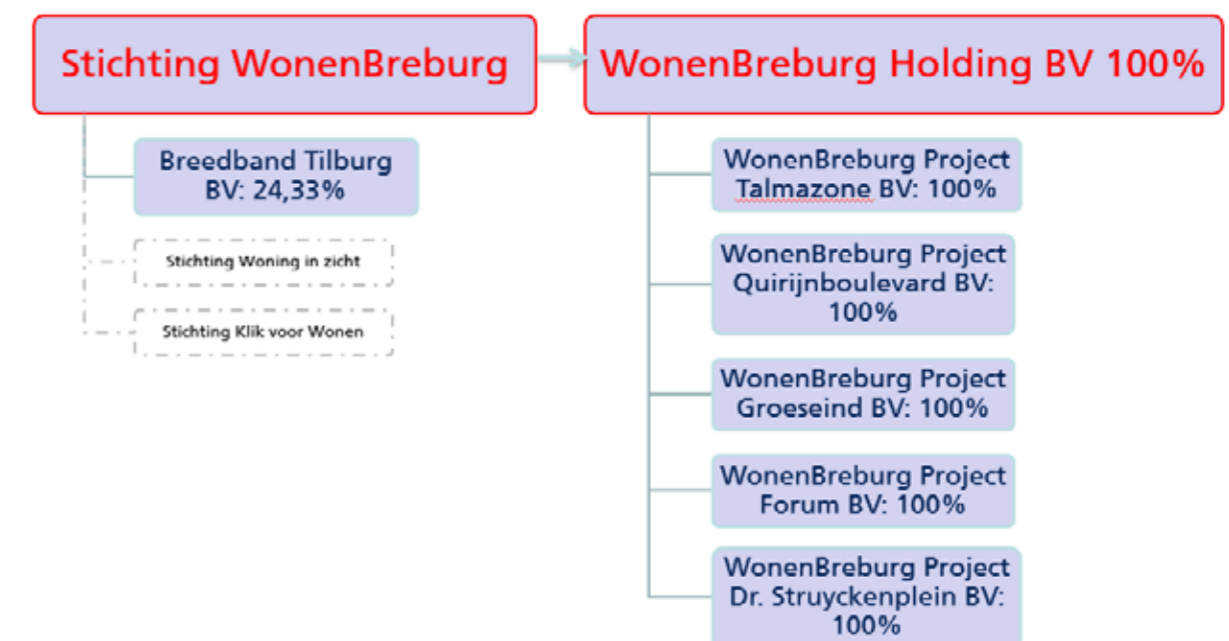 Stichting WonenBreburg
WonenBreburg Holding BV 100%
Breedband Tilburg
BV: 24,33%
Stichting Woning in zicht
Stichting Klik voor Wonen
WonenBreburg Project
Talmazone BV: 100%
WonenBreburg Project
Quirijnboulevard BV:
100%
WonenBreburg Project
Groeseind BV: 100%
WonenBreburg Project
Forum BV: 100%
WonenBreburg Project
Dr. Struyckenplein BV:
100%